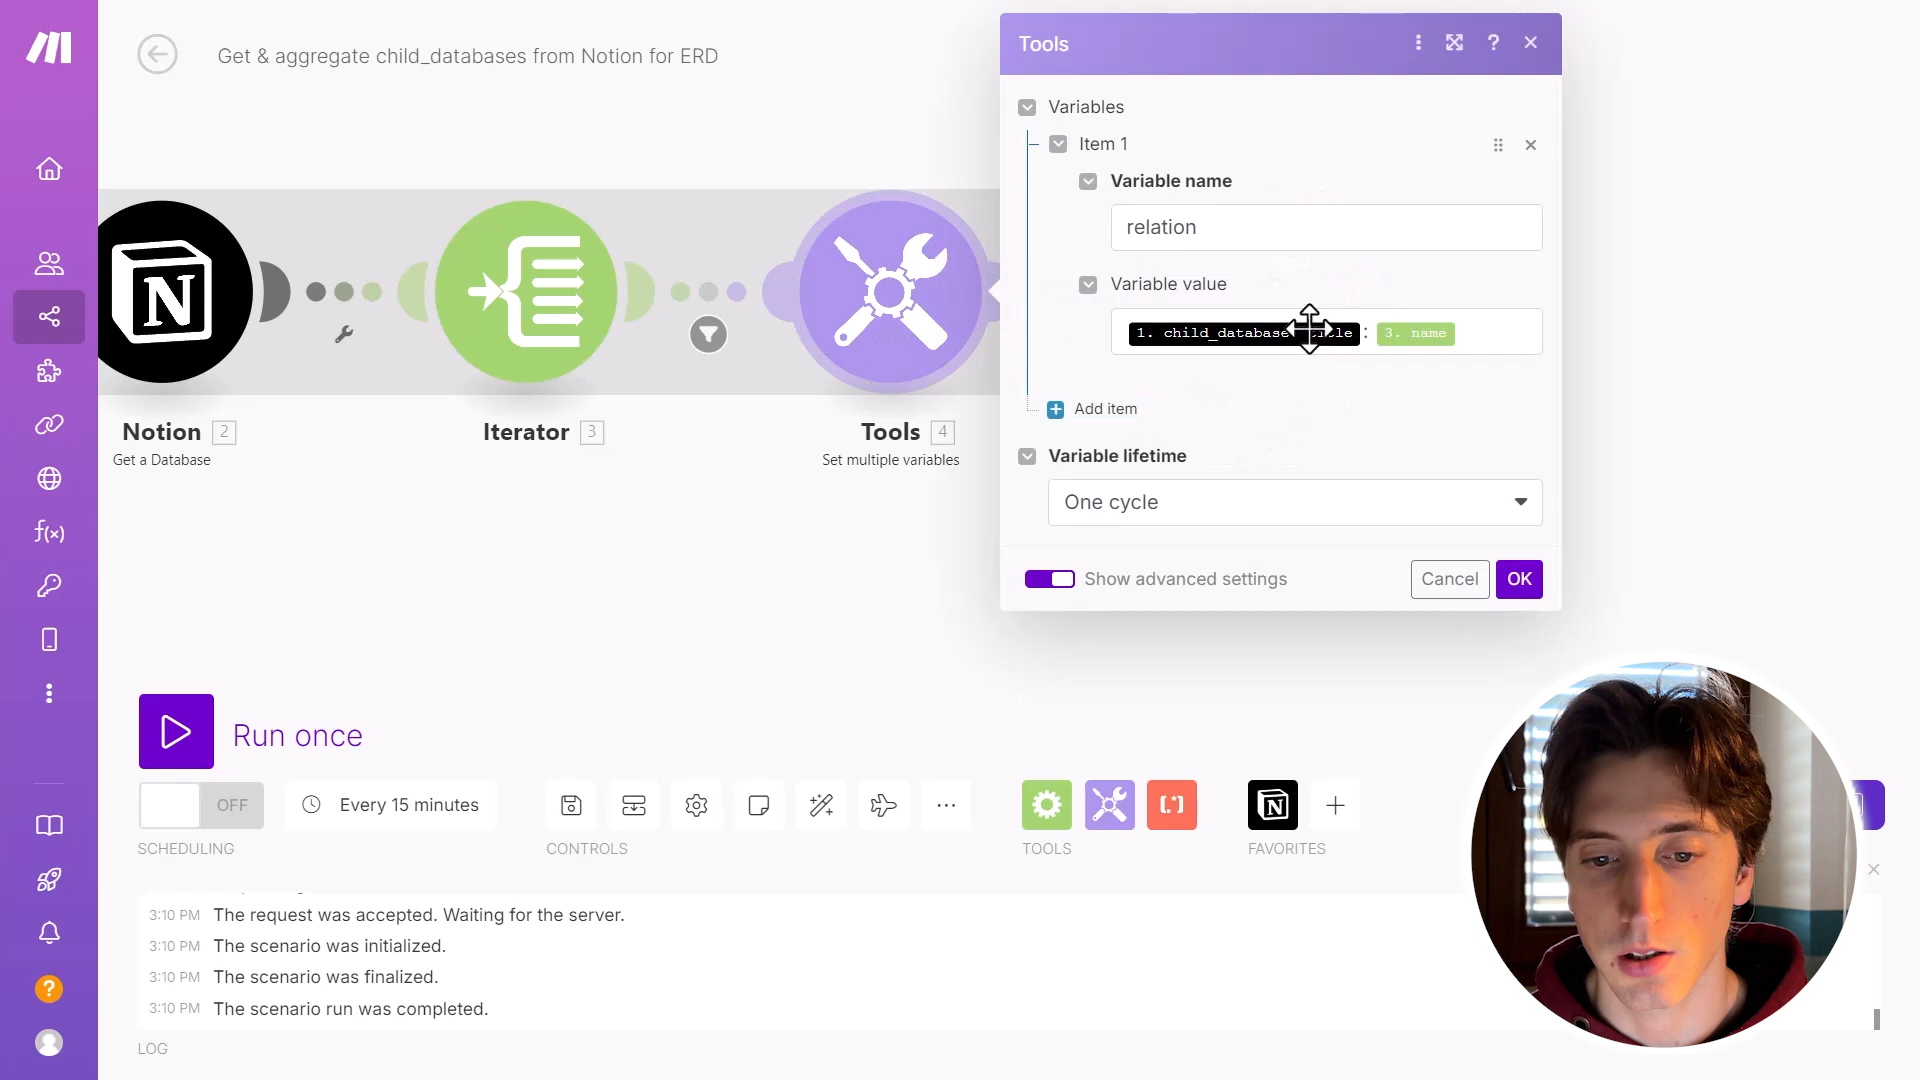 Get & aggregate child_databases from Notion for ERD
Tools
?
Variables
Item 1
Variable name
relation
Variable value
1. child_database : 3. name
Add item
Variable lifetime
One cycle
Show advanced settings
Cancel
OK
Notion 2
Get a Database
Iterator 3
Tools 4
Set multiple variables
f(x)
Run once
OFF
Every 15 minutes
SCHEDULING
CONTROLS
TOOLS
FAVORITES
3:10 PM The request was accepted. Waiting for the server.
3:10 PM The scenario was initialized.
3:10 PM The scenario was finalized.
3:10 PM The scenario run was completed.
LOG
?